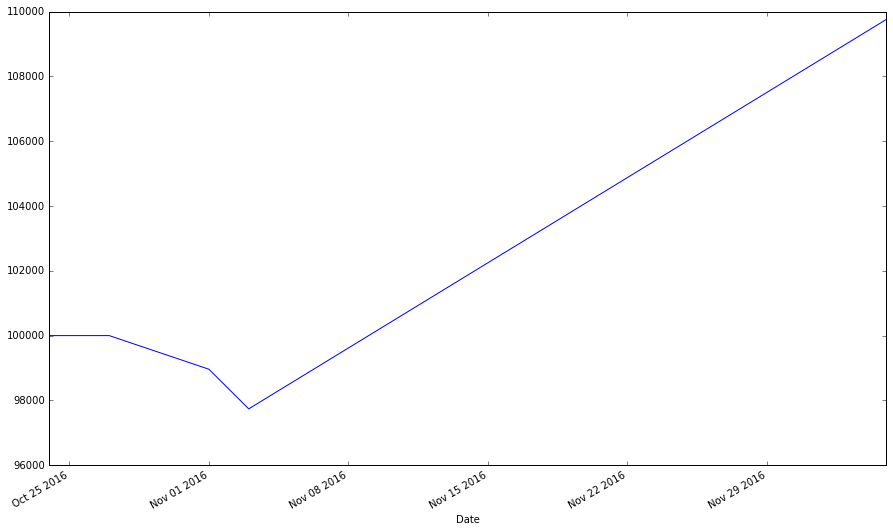 110000
108000
106000
104000
102000
100000
98000
96000
Oct 25 2016
Nov 01 2016
Nov 08 2016
Nov 15 2016
Nov 22 2016
Nov 29 2016
Date